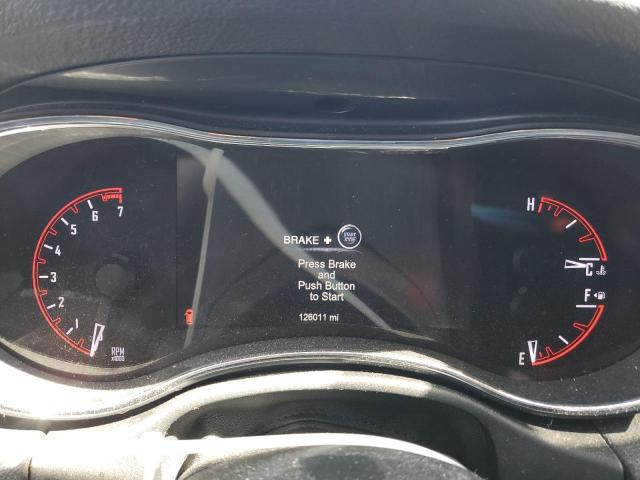 7
6
5
4
3
2
1
RPM
x1000
BRAKE + START STOP
Press Brake
and
Push Button
to Start
126011 mi
H
C
F
E